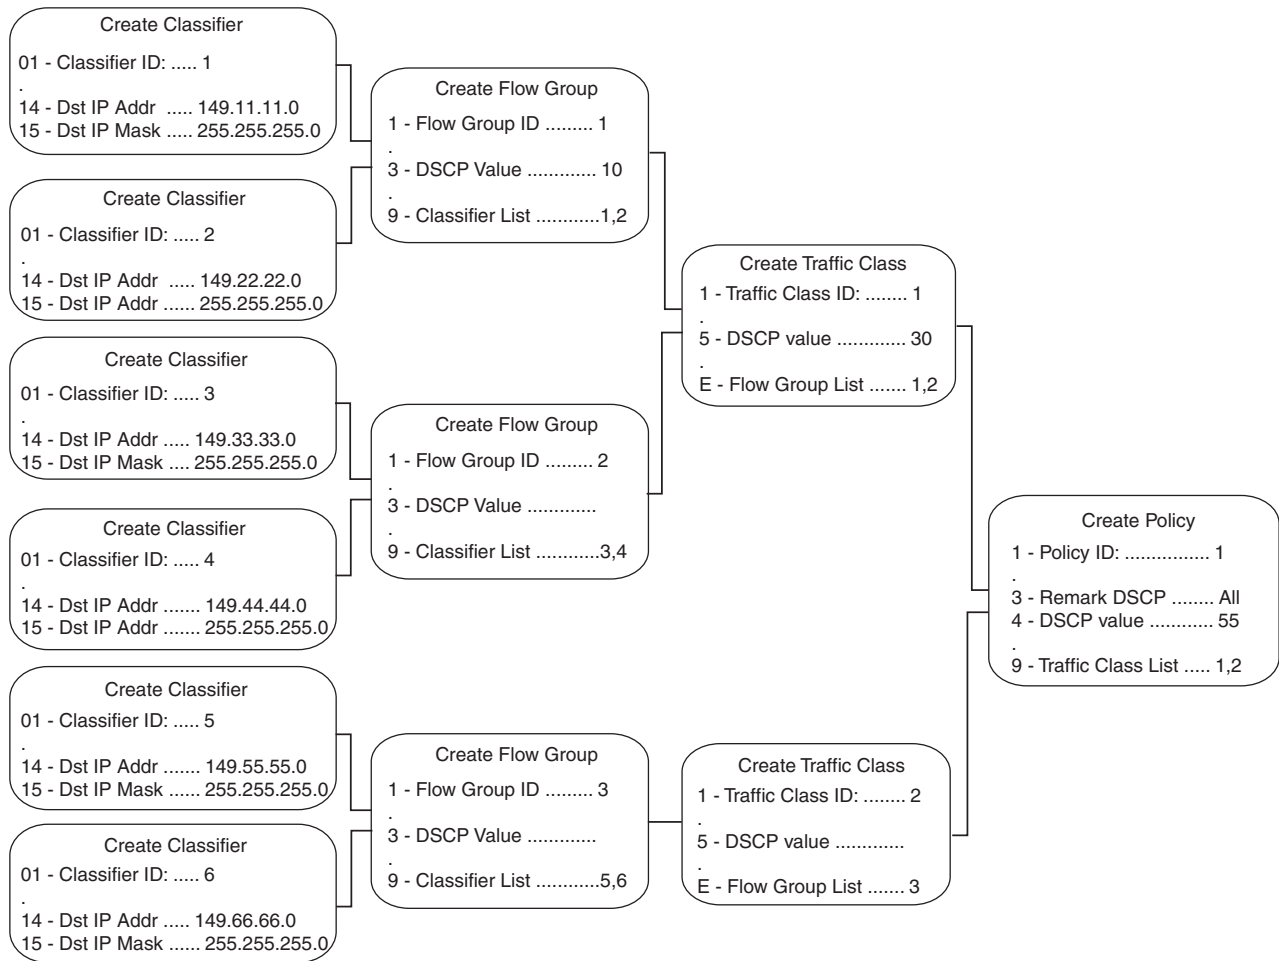 Create Classifier
01 - Classifier ID: ..... 1
.
14 - Dst IP Addr ..... 149.11.11.0
15 - Dst IP Mask ..... 255.255.255.0
Create Classifier
01 - Classifier ID: ..... 2
.
14 - Dst IP Addr ..... 149.22.22.0
15 - Dst IP Addr ...... 255.255.255.0
Create Classifier
01 - Classifier ID: ..... 3
.
14 - Dst IP Addr ..... 149.33.33.0
15 - Dst IP Mask .... 255.255.255.0
Create Classifier
01 - Classifier ID: ..... 4
.
14 - Dst IP Addr ....... 149.44.44.0
15 - Dst IP Addr ....... 255.255.255.0
Create Classifier
01 - Classifier ID: ..... 5
.
14 - Dst IP Addr ....... 149.55.55.0
15 - Dst IP Mask ...... 255.255.255.0
Create Classifier
01 - Classifier ID: ..... 6
.
14 - Dst IP Addr ..... 149.66.66.0
15 - Dst IP Mask ...... 255.255.255.0
Create Flow Group
1 - Flow Group ID ......... 1
.
3 - DSCP Value ............. 10
.
9 - Classifier List ............1,2
Create Flow Group
1 - Flow Group ID ......... 2
.
3 - DSCP Value .............
.
9 - Classifier List ............3,4
Create Flow Group
1 - Flow Group ID ......... 3
.
3 - DSCP Value .............
.
9 - Classifier List ............5,6
Create Traffic Class
1 - Traffic Class ID: ........ 1
.
5 - DSCP value ............. 30
.
E - Flow Group List ....... 1,2
Create Traffic Class
1 - Traffic Class ID: ........ 2
.
5 - DSCP value .............
.
E - Flow Group List ....... 3
Create Policy
1 - Policy ID: ................ 1
.
3 - Remark DSCP ........ All
4 - DSCP value ............ 55
.
9 - Traffic Class List ..... 1,2